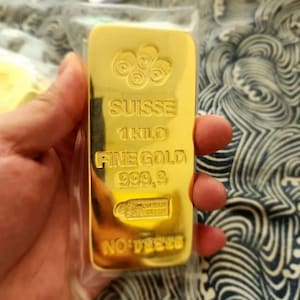 SUISSE
1 KILO
FINE GOLD
999,9